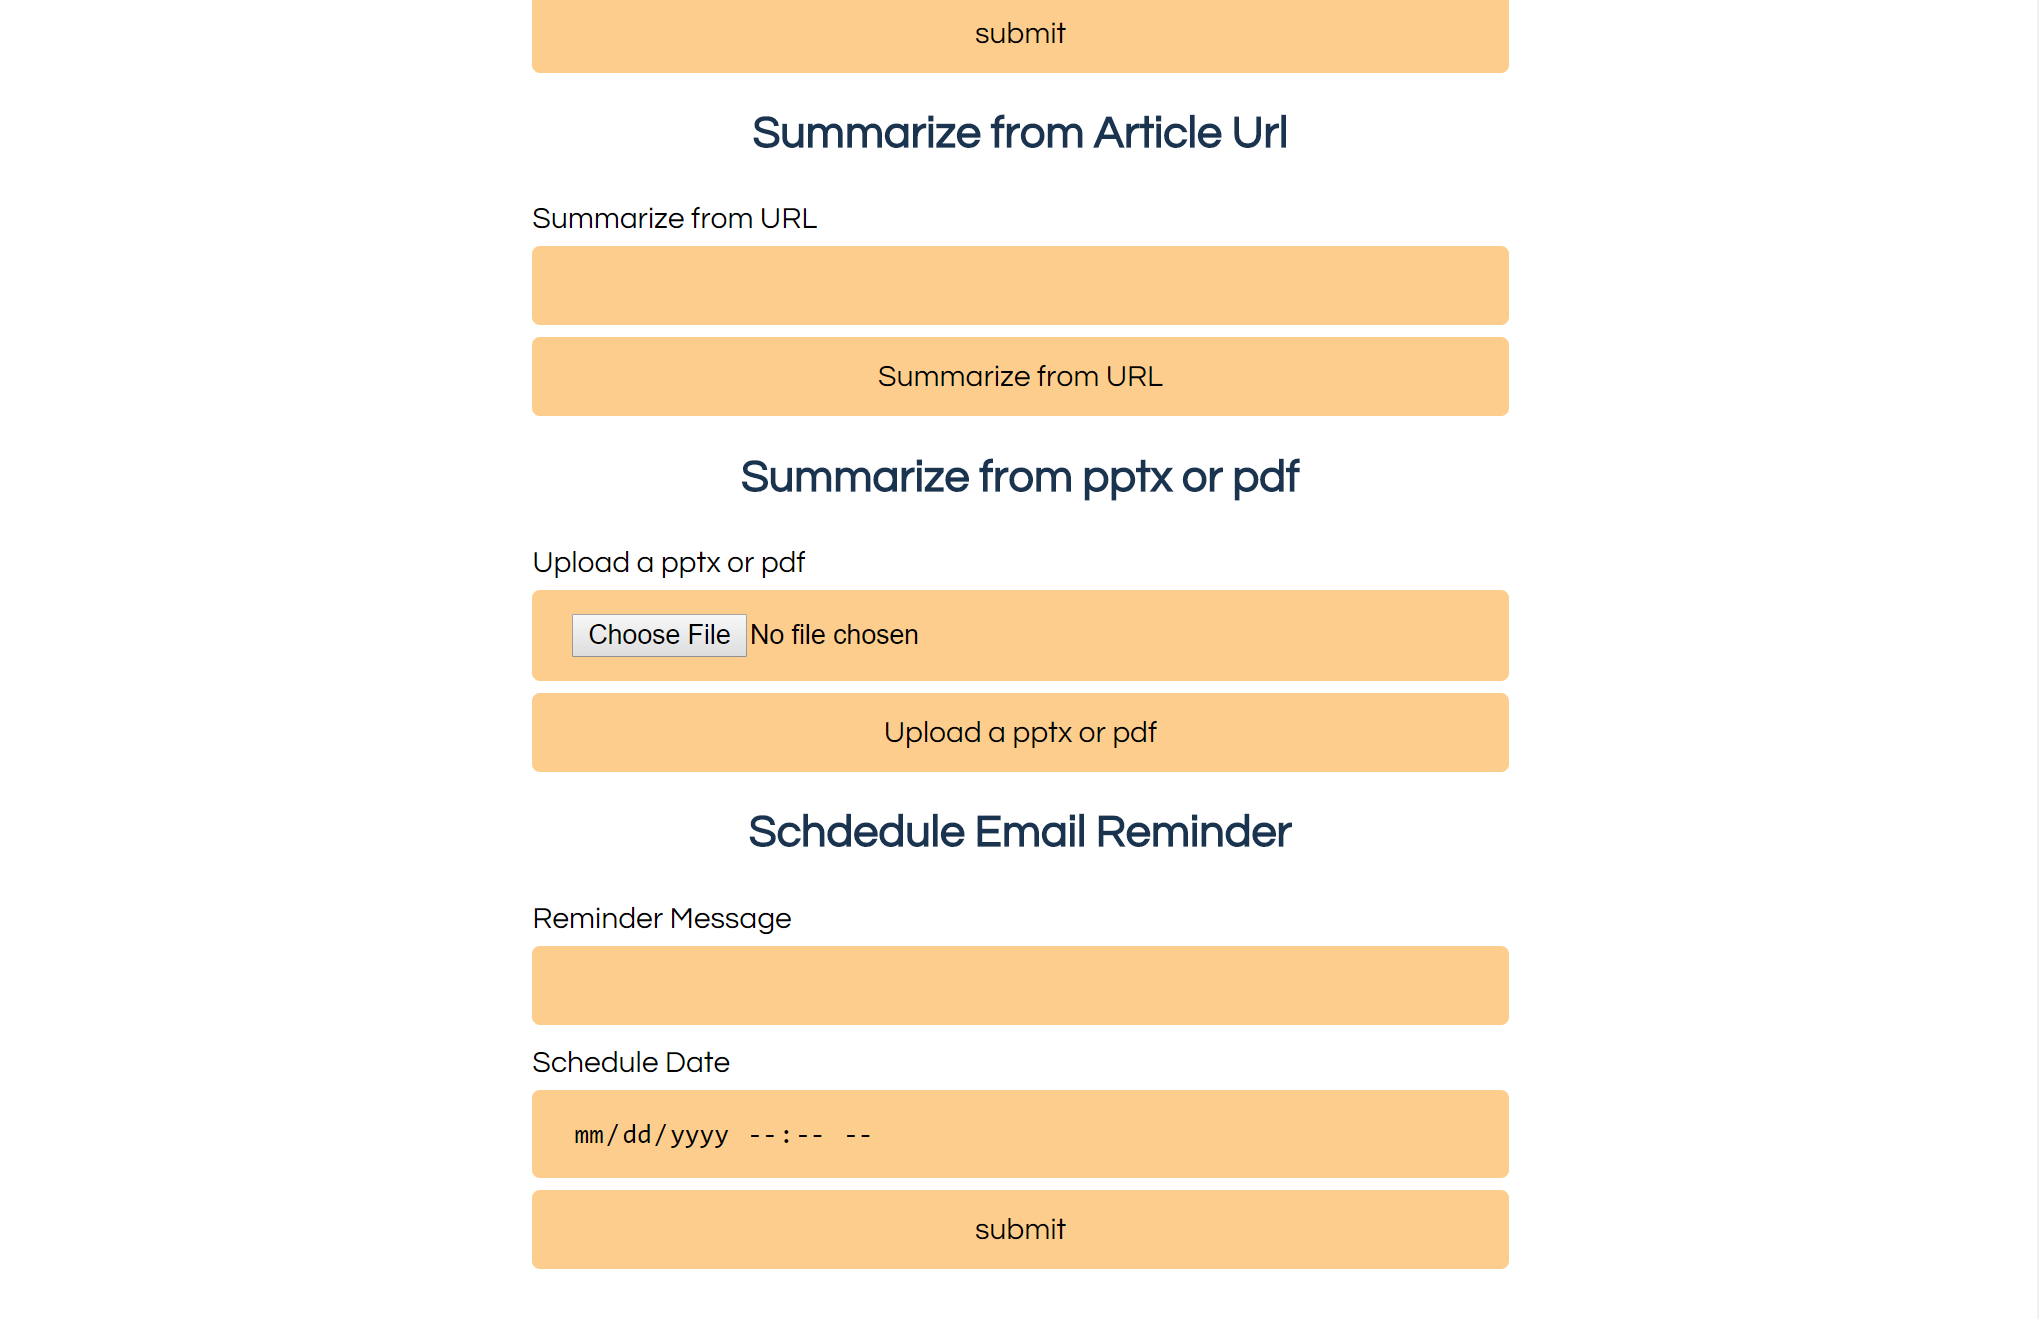 submit
Summarize from Article Url
Summarize from URL
Summarize from URL
Summarize from pptx or pdf
Upload a pptx or pdf
Choose File No file chosen
Upload a pptx or pdf
Schdedule Email Reminder
Reminder Message
Schedule Date
mm/dd/yyyy --:-- --
submit